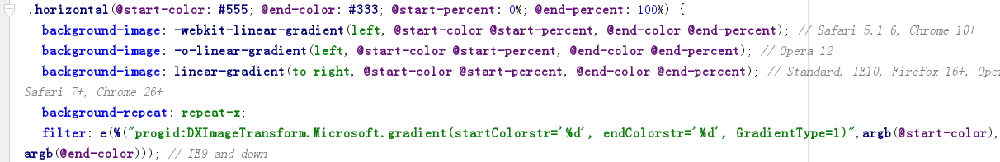 .horizontal(@start-color: #555; @end-color: #333; @start-percent: 0%; @end-percent: 100%) {
background-image: -webkit-linear-gradient(left, @start-color @start-percent, @end-color @end-percent); // Safari 5.1-6, Chrome 10+
background-image: -o-linear-gradient(left, @start-color @start-percent, @end-color @end-percent); // Opera 12
background-image: linear-gradient(to right, @start-color @start-percent, @end-color @end-percent); // Standard, IE10, Firefox 16+,
Safari 7+, Chrome 26+
background-repeat: repeat-x;
filter: e(%("progid:DXImageTransform.Microsoft.gradient(startColorstr='%d', endColorstr='%d', GradientType=1)",argb(@start-color),
argb(@end-color))); // IE9 and down